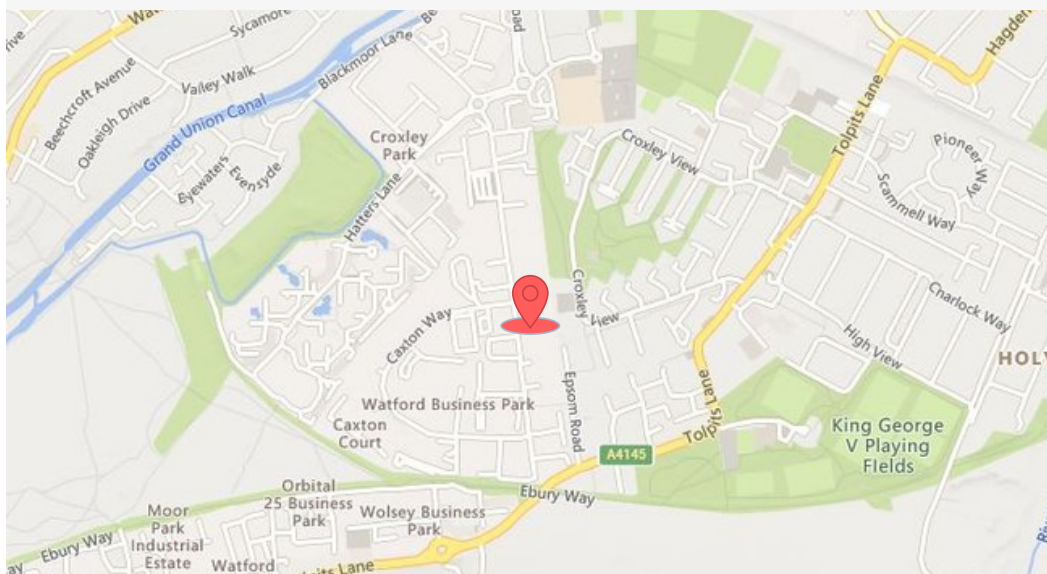 Sycamore
Beechcroft Avenue
Oakleigh Drive
Valley Walk
Blackmoor Lane
Grand Union Canal
Hagden
Tolpits Lane
Croxley
Park
Croxley View
Pioneer Way
Scammell Way
Byewaters
Evensyde
Hatters Lane
Croxley
View
Caxton Way
Charlock Way
High View
Tolpits Lane
Epsom Road
Watford Business Park
Caxton
Court
King George
V Playing
Fields
A4145
Ebury Way
Orbital
25 Business
Park
Wolsey Business
Park
Moor
Park
Industrial
Estate
Ebury Way
Watford